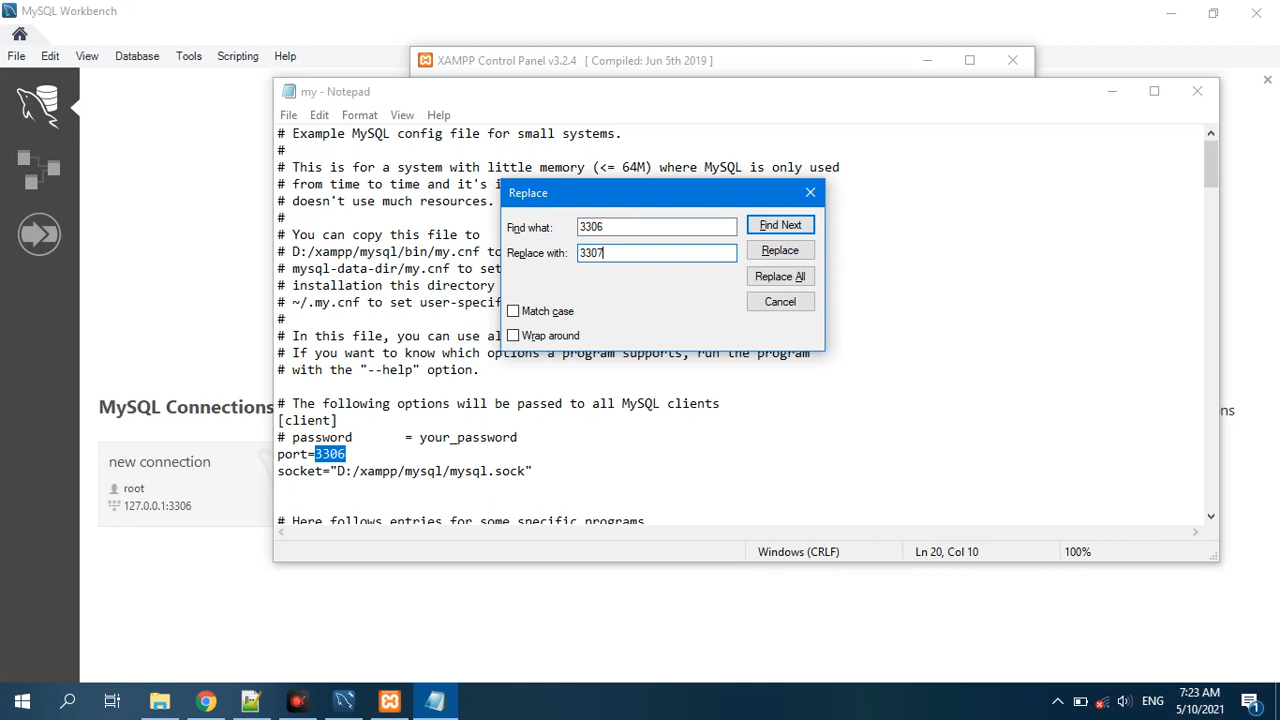 MySQL Workbench
File Edit View Database Tools Scripting Help
XAMPP Control Panel v3.2.4 [ Compiled: Jun 5th 2019 ]
my - Notepad
File Edit Format View Help
# Example MySQL config file for small systems.
#
# This is for a system with little memory (<= 64M) where MySQL is only used
# from time to time and it's i
# doesn't use much resources.
#
# You can copy this file to
# D:/xampp/mysql/bin/my.cnf to
# mysql-data-dir/my.cnf to set
# installation this directory
# ~/.my.cnf to set user-specif
#
# In this file, you can use al
# If you want to know which options a program supports, run the program
# with the "--help" option.
# The following options will be passed to all MySQL clients
[client]
# password = your_password
port=3306
socket="D:/xampp/mysql/mysql.sock"
# Here follows entries for some specific programs
Replace
Find what: 3306 Find Next
Replace with: 3307 Replace
Replace All
Cancel
Match case
Wrap around
Windows (CRLF) Ln 20, Col 10 100%
MySQL Connections
ons
new connection
root
127.0.0.1:3306
ENG
7:23 AM
5/10/2021
1